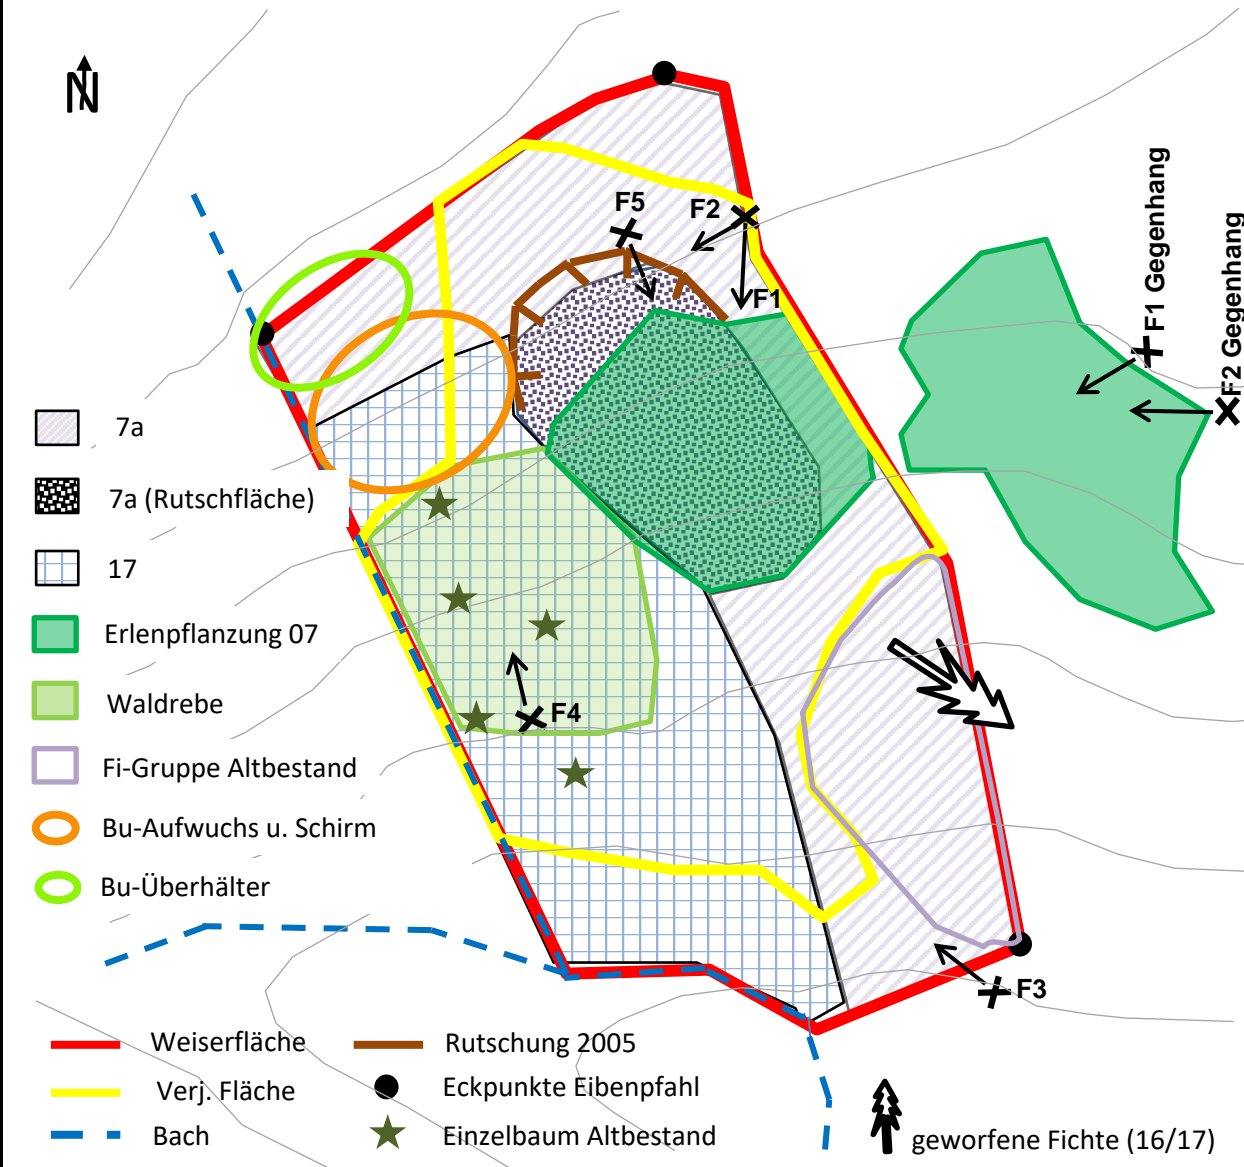 N
F5
F2
F1
F1 Gegenhang
F2 Gegenhang
7a
7a (Rutschfläche)
17
Erlenpflanzung 07
Waldrebe
F4
Fi-Gruppe Altbestand
Bu-Aufwuchs u. Schirm
Bu-Überhälter
F3
Weiserfläche
Rutschung 2005
Verj. Fläche
Eckpunkte Eibenpfahl
Bach
Einzelbaum Altbestand
geworfene Fichte (16/17)